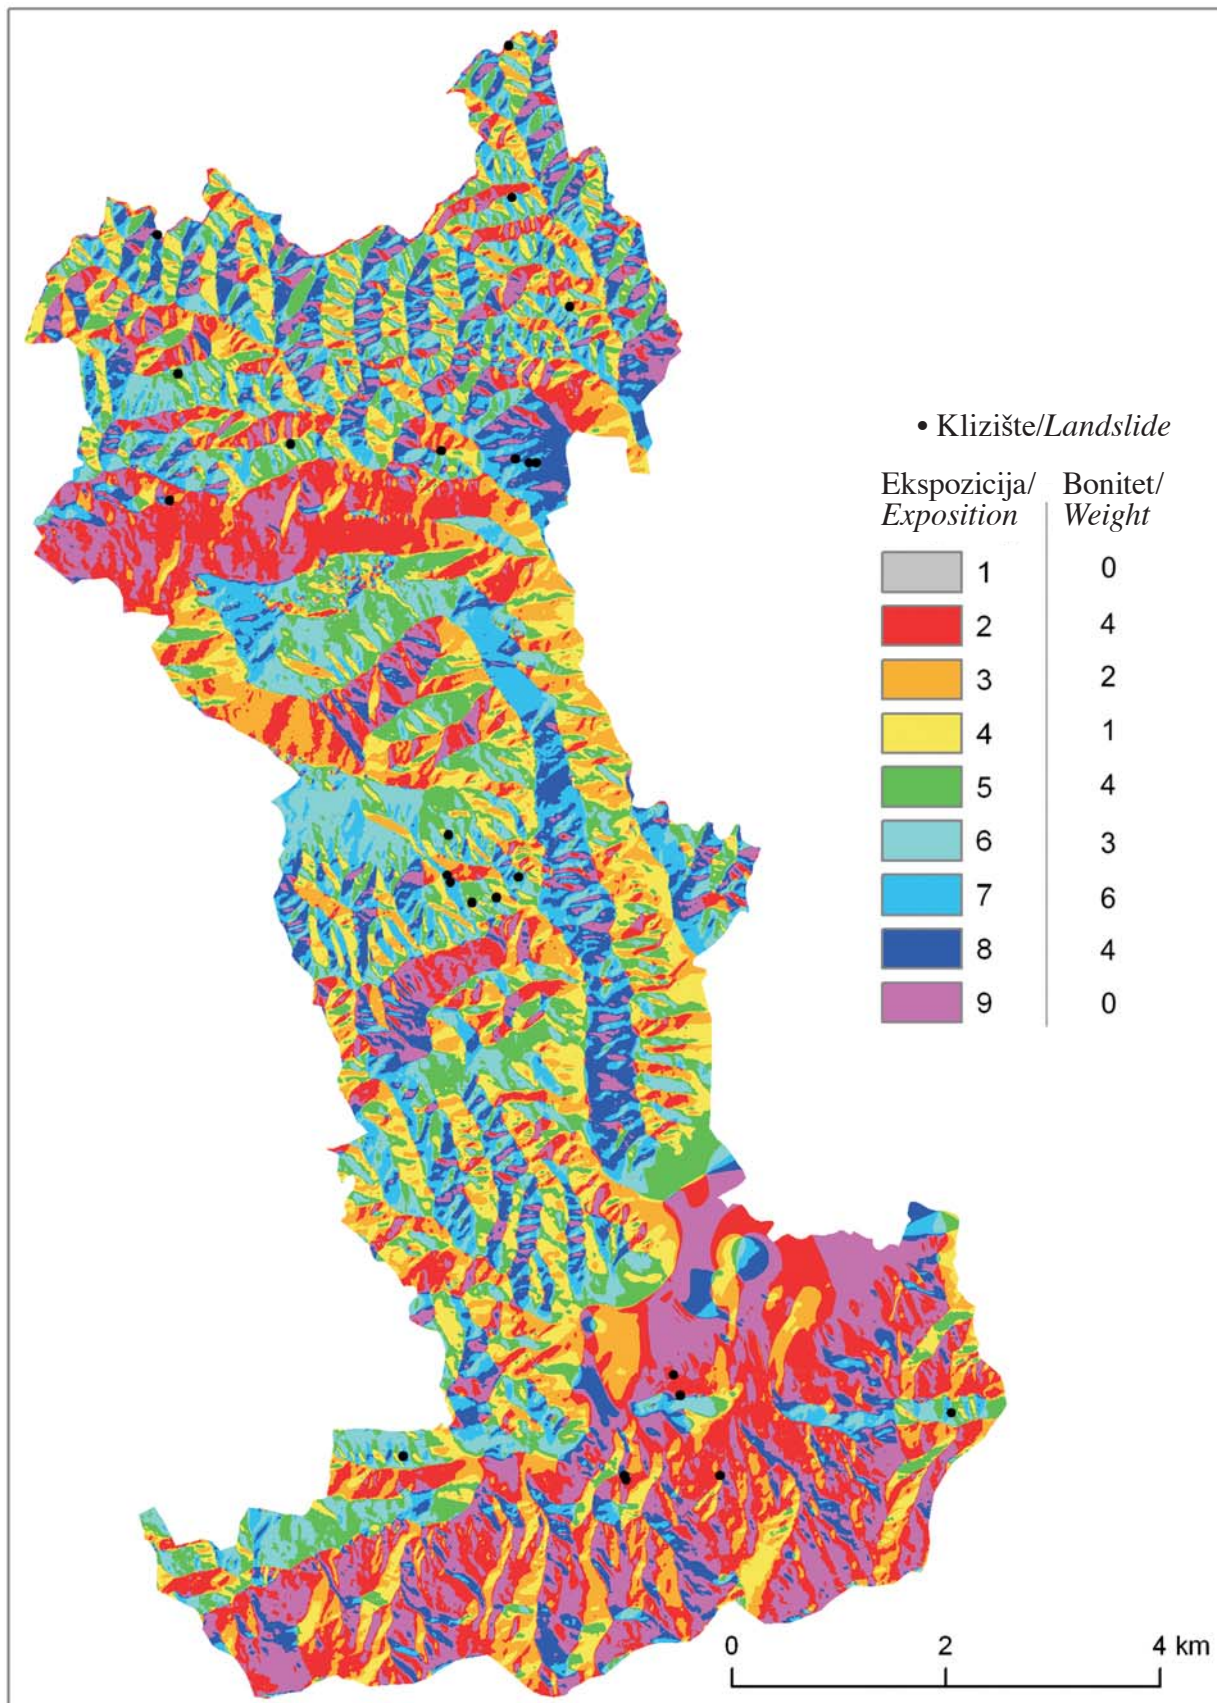 • Klizište/Landslide
Ekspozicija/ Bonitet/
Exposition Weight
1 0
2 4
3 2
4 1
5 4
6 3
7 6
8 4
9 0
0 2 4 km